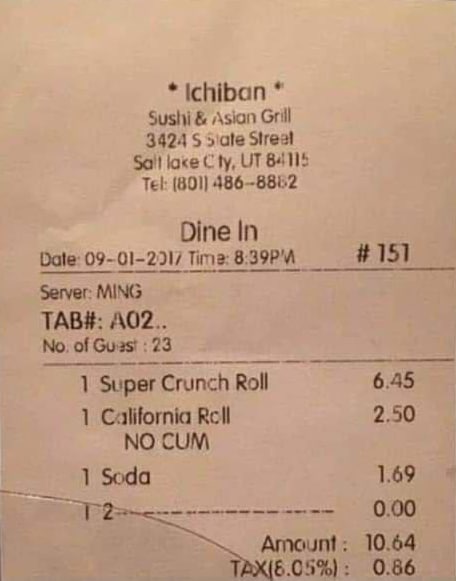 * Ichiban *
Sushi & Asian Grill
3424 S State Street
Salt lake City, UT 84115
Tel: (801) 486-8882
Dine In
Date: 09-01-2017 Time: 8:39PM # 151
Server: MING
TAB#: A02..
No. of Guest : 23
1 Super Crunch Roll 6.45
1 California Roll 2.50
NO CUM
1 Soda 1.69
1 2-------------------- 0.00
Amount : 10.64
TAX(8.05%) : 0.86